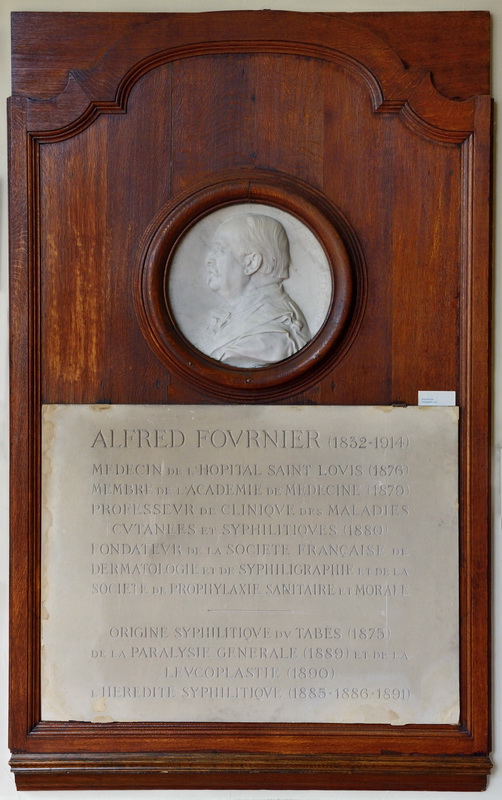 ALFRED FOVRNIER (1832-1914)
MEDECIN DE L'HOPITAL SAINT LOVIS (1876)
MEMBRE DE L'ACADEMIE DE MEDECINE (1879)
PROFESSEVR DE CLINIQVE DES MALADIES
CVTANEES ET SYPHILITIQVES (1880)
FONDATEVR DE LA SOCIETE FRANÇAISE DE
DERMATOLOGIE ET DE SYPHILIGRAPHIE ET DE LA
SOCIETE DE PROPHYLAXIE SANITAIRE ET MORALE
ORIGINE SYPHILITIQVE DV TABES (1875)
DE LA PARALYSIE GENERALE (1889) ET DE LA
LEVCOPLASTIE (1890)
L'HEREDITE SYPHILITIQVE (1885-1886-1891)